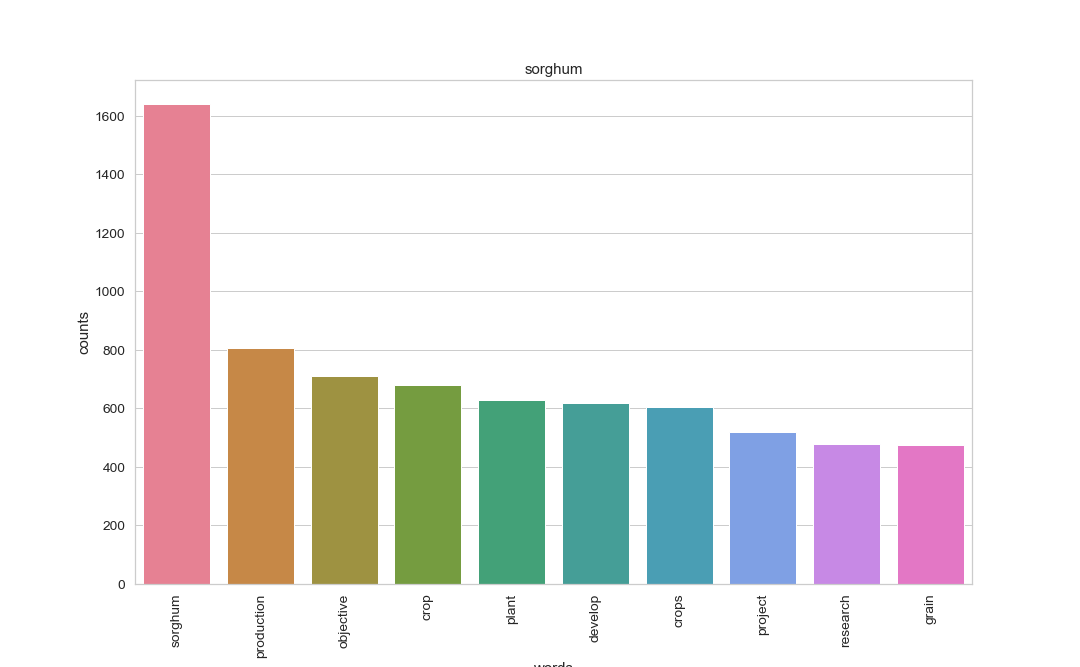 sorghum
1600
1400
1200
1000
800
600
400
200
0
counts
sorghum
production
objective
crop
plant
develop
crops
project
research
grain
words